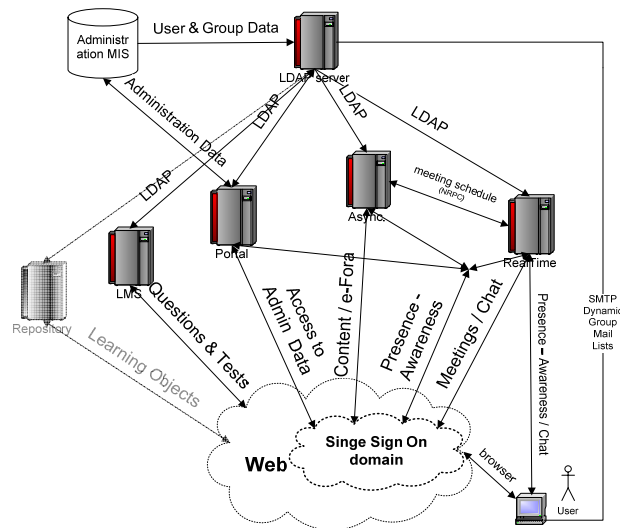 Administr
ation MIS
User & Group Data
LDAP server
Administration Data
LDAP
LDAP
LDAP
LDAP
meeting schedule
(NRPC)
Async.
Portal
RealTime
LMS
Repository
Learning Objects
Questions & Tests
Access to
Admin Data
Content / e-Fora
Presence -
Awareness
Meetings / Chat
Presence – Awareness / Chat
SMTP
Dynamic
Group
Mail
Lists
Web
Singe Sign On
domain
browser
User